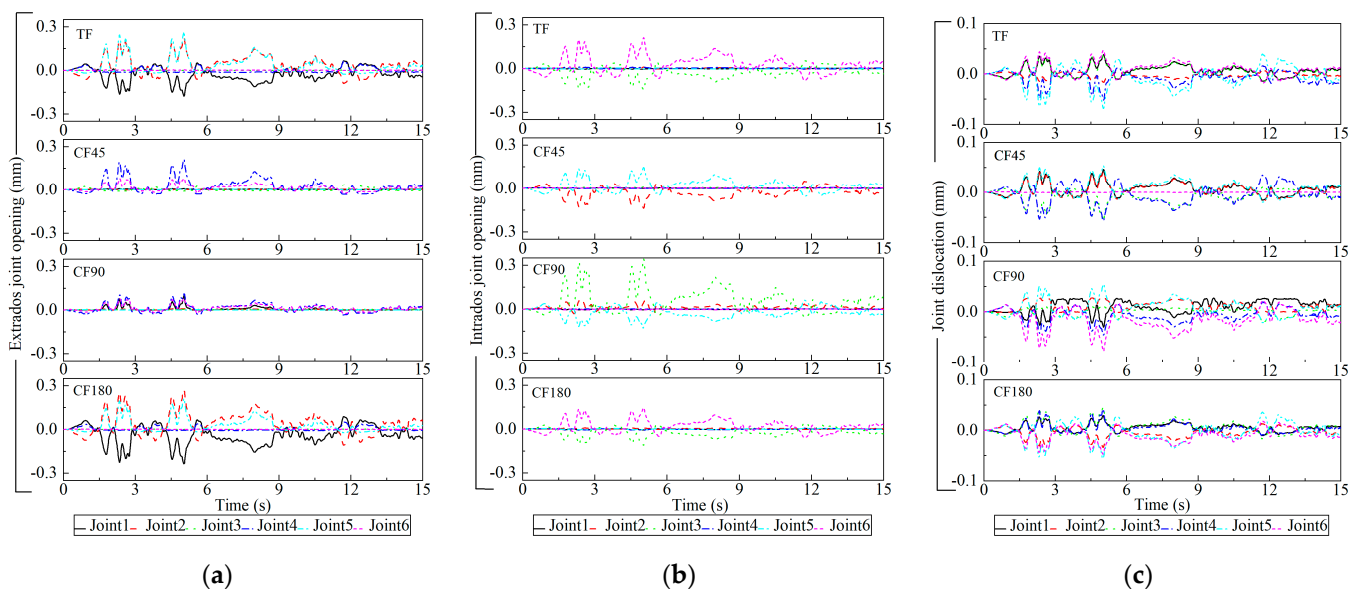 Extrados joint opening (mm)
TF
0.3
0.0
-0.3
0 3 6 9 12 15
CF45
0.3
0.0
-0.3
0 3 6 9 12 15
CF90
0.3
0.0
-0.3
0 3 6 9 12 15
CF180
0.3
0.0
-0.3
0 3 6 9 12 15
Time (s)
Joint1 Joint2 Joint3 Joint4 Joint5 Joint6
(a)
Intrados joint opening (mm)
TF
0.3
0.0
-0.3
0 3 6 9 12 15
CF45
0.3
0.0
-0.3
0 3 6 9 12 15
CF90
0.3
0.0
-0.3
0 3 6 9 12 15
CF180
0.3
0.0
-0.3
0 3 6 9 12 15
Time (s)
Joint1 Joint2 Joint3 Joint4 Joint5 Joint6
(b)
Joint dislocation (mm)
TF
0.1
0.0
-0.1
0 3 6 9 12 15
CF45
0.1
0.0
-0.1
0 3 6 9 12 15
CF90
0.1
0.0
-0.1
0 3 6 9 12 15
CF180
0.1
0.0
-0.1
0 3 6 9 12 15
Time (s)
Joint1 Joint2 Joint3 Joint4 Joint5 Joint6
(c)